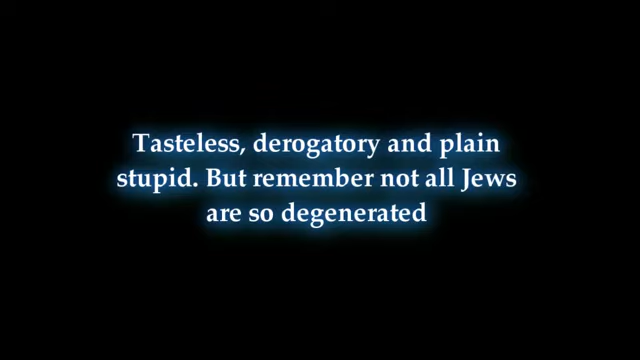 Tasteless, derogatory and plain
stupid. But remember not all Jews
are so degenerated